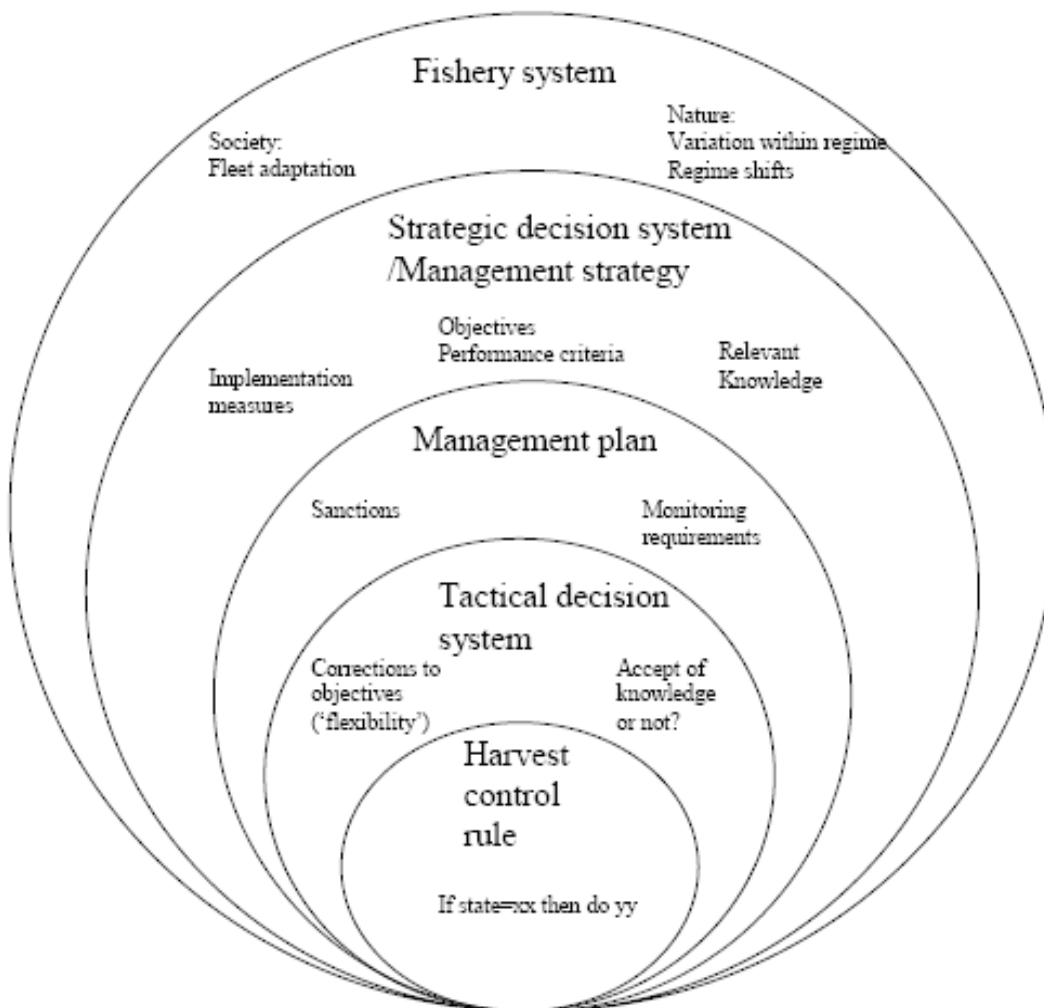 Fishery system
Society:
Fleet adaptation
Nature:
Variation within regime
Regime shifts
Strategic decision system
/Management strategy
Objectives
Performance criteria
Implementation
measures
Relevant
Knowledge
Management plan
Sanctions
Monitoring
requirements
Tactical decision
system
Corrections to
objectives
(‘flexibility’)
Accept of
knowledge
or not?
Harvest
control
rule
If state=xx then do yy